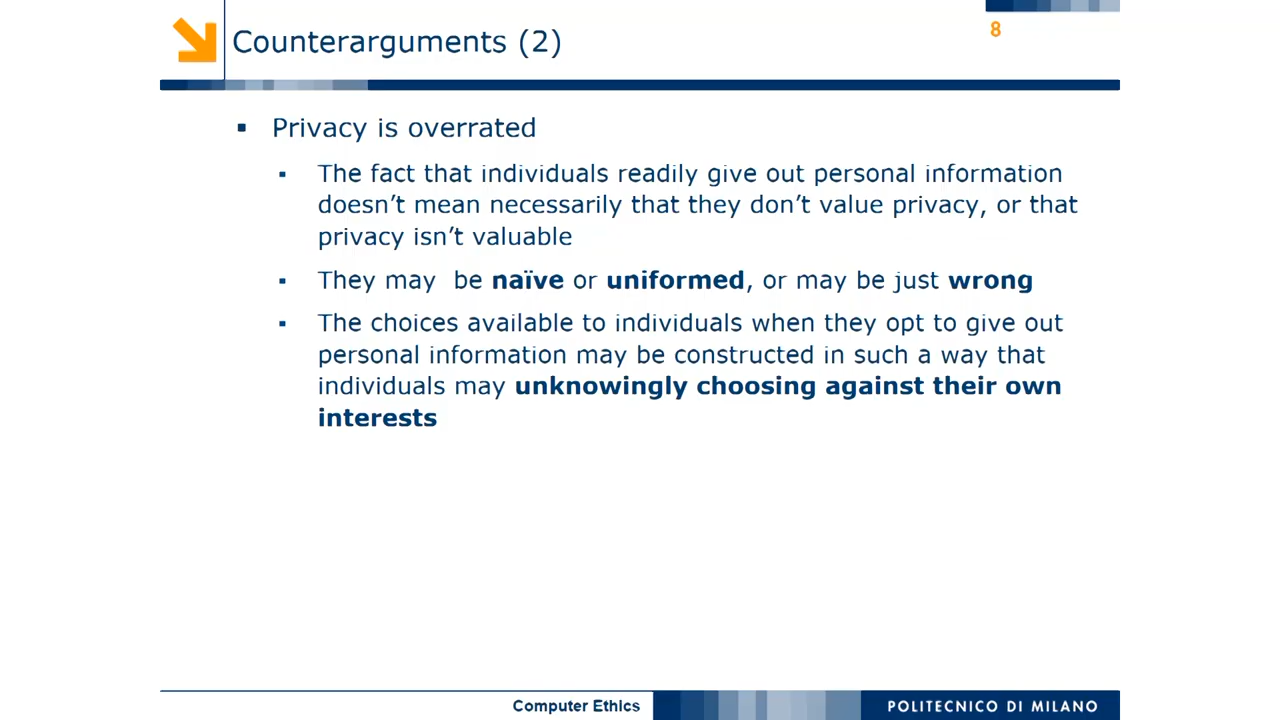 8
Counterarguments (2)
▪ Privacy is overrated
▪ The fact that individuals readily give out personal information
doesn’t mean necessarily that they don’t value privacy, or that
privacy isn’t valuable
▪ They may be naïve or uniformed, or may be just wrong
▪ The choices available to individuals when they opt to give out
personal information may be constructed in such a way that
individuals may unknowingly choosing against their own
interests
Computer Ethics
POLITECNICO DI MILANO